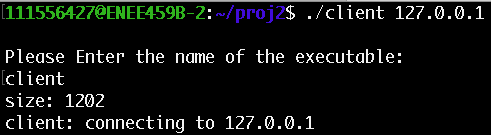 111556427@ENEE459B-2:~/proj2$ ./client 127.0.0.1
Please Enter the name of the executable:
client
size: 1202
client: connecting to 127.0.0.1